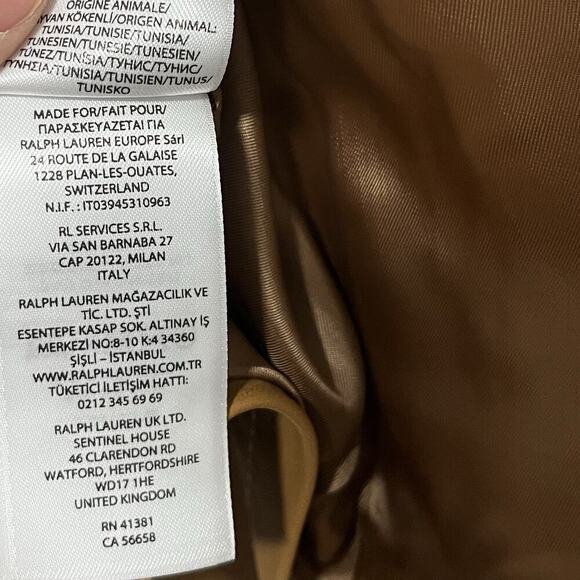 ORIGINE ANIMALE/
YVAN KÖKENLİ/ORIGEN ANIMAL:
TUNISIA/TUNISIE/TUNISIA/
TUNESIË/TUNISIE/TUNESIEN/
TÚNEZ/TUNÍSIA/ТУНИС/ТУНИС/
ΤΥΝΗΣΙΑ/TUNISIA/TUNISIEN/TUNUS/
TUNISKO
MADE FOR/FAIT POUR/
ΠΑΡΑΣΚΕΥΑΖΕΤΑΙ ΓΙΑ
RALPH LAUREN EUROPE Sárl
24 ROUTE DE LA GALAISE
1228 PLAN-LES-OUATES,
SWITZERLAND
N.I.F. : IT03945310963
RL SERVICES S.R.L.
VIA SAN BARNABA 27
CAP 20122, MILAN
ITALY
RALPH LAUREN MAĞAZACILIK VE
TİC. LTD. ŞTİ
ESENTEPE KASAP SOK. ALTINAY İŞ
MERKEZİ NO:8-10 K:4 34360
ŞİŞLİ – İSTANBUL
WWW.RALPHLAUREN.COM.TR
TÜKETİCİ İLETİŞİM HATTI:
0212 345 69 69
RALPH LAUREN UK LTD.
SENTINEL HOUSE
46 CLARENDON RD
WATFORD, HERTFORDSHIRE
WD17 1HE
UNITED KINGDOM
RN 41381
CA 56658